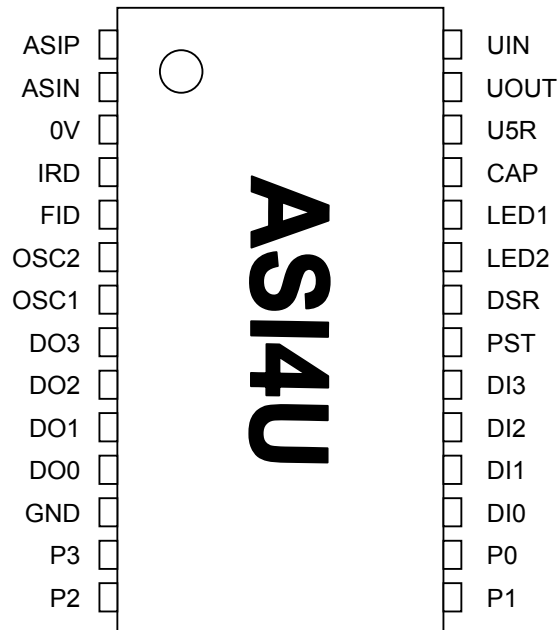 ASIP UIN
ASIN UOUT
0V U5R
IRD CAP
FID LED1
OSC2 LED2
OSC1 DSR
DO3 PST
DO2 DI3
DO1 DI2
DO0 DI1
GND DI0
P3 P0
P2 P1
ASI4U